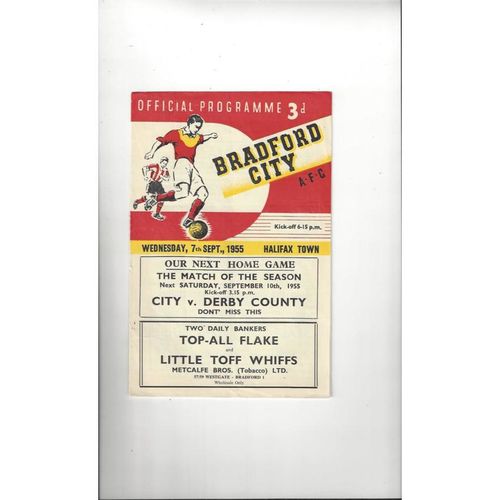 OFFICIAL PROGRAMME 3d
BRADFORD
CITY
A·F·C
Kick-off 6-15 p.m.
WEDNESDAY, 7th SEPT., 1955 HALIFAX TOWN
OUR NEXT HOME GAME
THE MATCH OF THE SEASON
Next SATURDAY, SEPTEMBER 10th, 1955
Kick-off 3.15 p.m.
CITY v. DERBY COUNTY
DONT' MISS THIS
TWO DAILY BANKERS
TOP-ALL FLAKE
and
LITTLE TOFF WHIFFS
METCALFE BROS. (Tobacco) LTD.
57/59 WESTGATE - BRADFORD 1
Wholesale Only